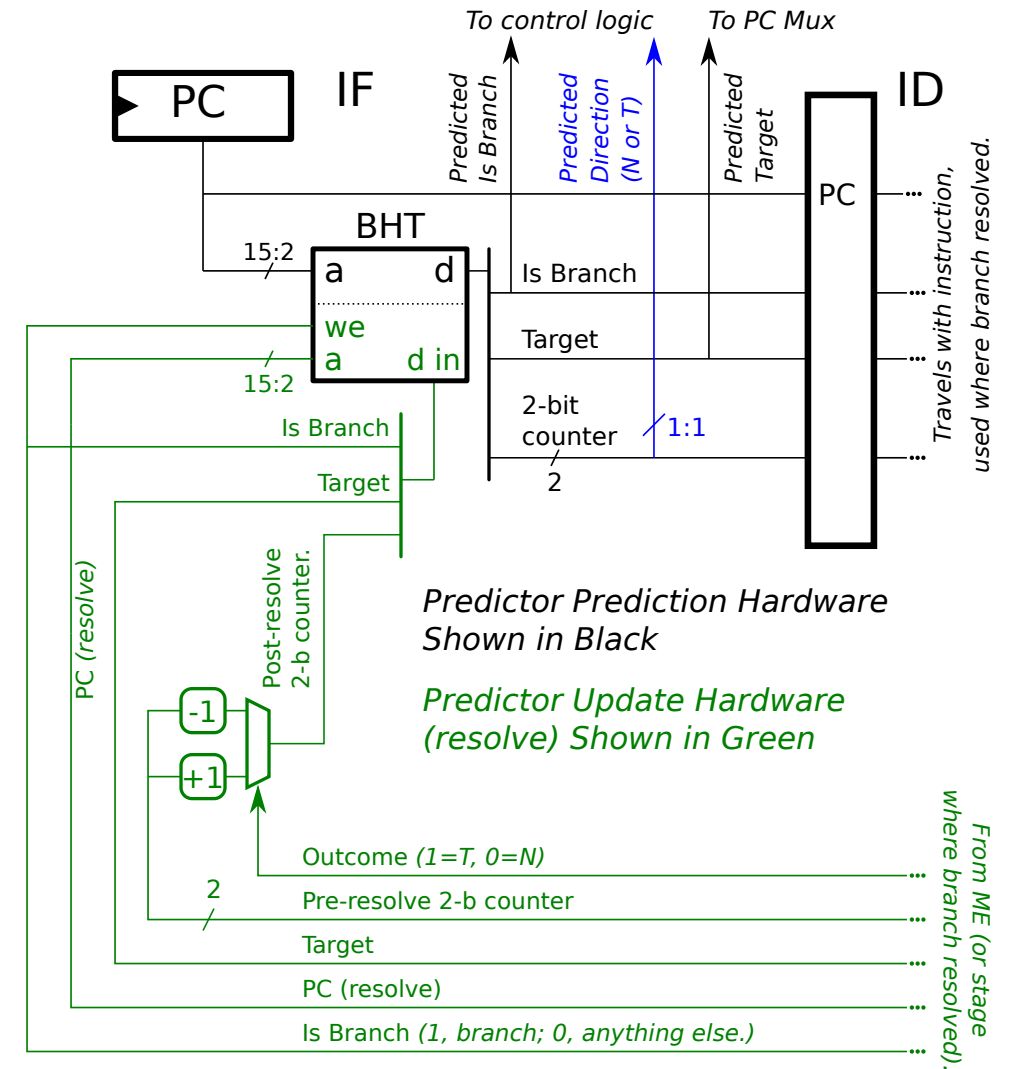 To control logic
To PC Mux
PC
IF
Predicted
Is Branch
Predicted
Direction
(N or T)
Predicted
Target
ID
PC
Travels with instruction,
used where branch resolved.
BHT
15:2
a
d
Is Branch
we
a
d in
15:2
Target
2-bit
counter
1:1
2
Is Branch
Target
PC (resolve)
Post-resolve
2-b counter.
Predictor Prediction Hardware
Shown in Black
Predictor Update Hardware
(resolve) Shown in Green
-1
+1
Outcome (1=T, 0=N)
2
Pre-resolve 2-b counter
Target
PC (resolve)
Is Branch (1, branch; 0, anything else.)
From ME (or stage
where branch resolved).